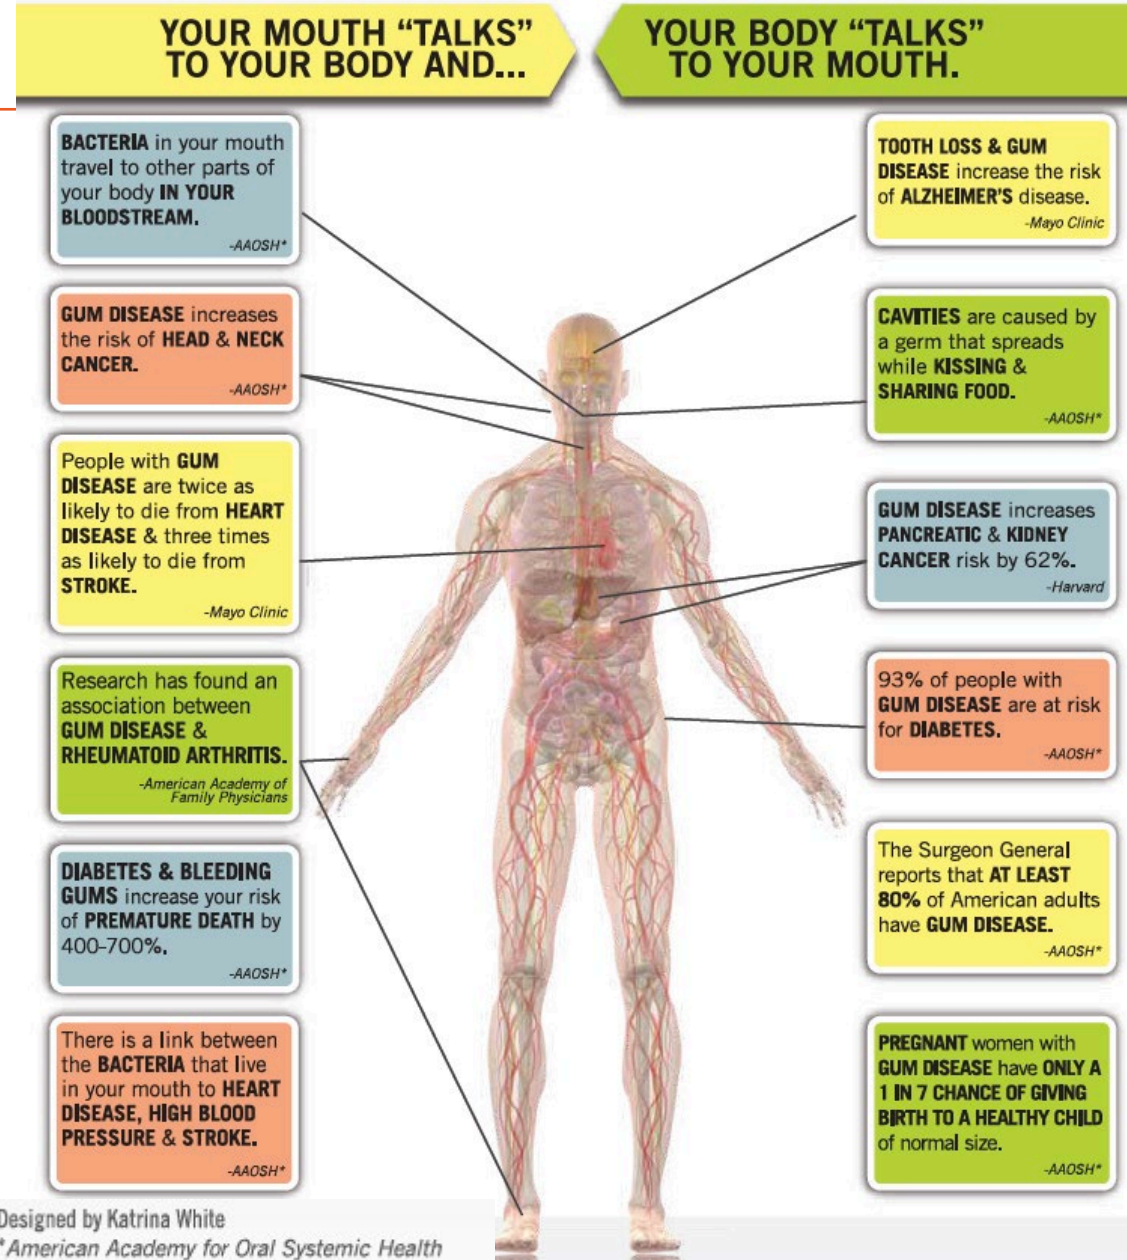 YOUR MOUTH “TALKS”
TO YOUR BODY AND...
YOUR BODY “TALKS”
TO YOUR MOUTH.
BACTERIA in your mouth
travel to other parts of
your body IN YOUR
BLOODSTREAM.
-AAOSH*
GUM DISEASE increases
the risk of HEAD & NECK
CANCER.
-AAOSH*
People with GUM
DISEASE are twice as
likely to die from HEART
DISEASE & three times
as likely to die from
STROKE.
-Mayo Clinic
Research has found an
association between
GUM DISEASE &
RHEUMATOID ARTHRITIS.
-American Academy of
Family Physicians
DIABETES & BLEEDING
GUMS increase your risk
of PREMATURE DEATH by
400-700%.
-AAOSH*
There is a link between
the BACTERIA that live
in your mouth to HEART
DISEASE, HIGH BLOOD
PRESSURE & STROKE.
-AAOSH*
TOOTH LOSS & GUM
DISEASE increase the risk
of ALZHEIMER'S disease.
-Mayo Clinic
CAVITIES are caused by
a germ that spreads
while KISSING &
SHARING FOOD.
-AAOSH*
GUM DISEASE increases
PANCREATIC & KIDNEY
CANCER risk by 62%.
-Harvard
93% of people with
GUM DISEASE are at risk
for DIABETES.
-AAOSH*
The Surgeon General
reports that AT LEAST
80% of American adults
have GUM DISEASE.
-AAOSH*
PREGNANT women with
GUM DISEASE have ONLY A
1 IN 7 CHANCE OF GIVING
BIRTH TO A HEALTHY CHILD
of normal size.
-AAOSH*
Designed by Katrina White
*American Academy for Oral Systemic Health